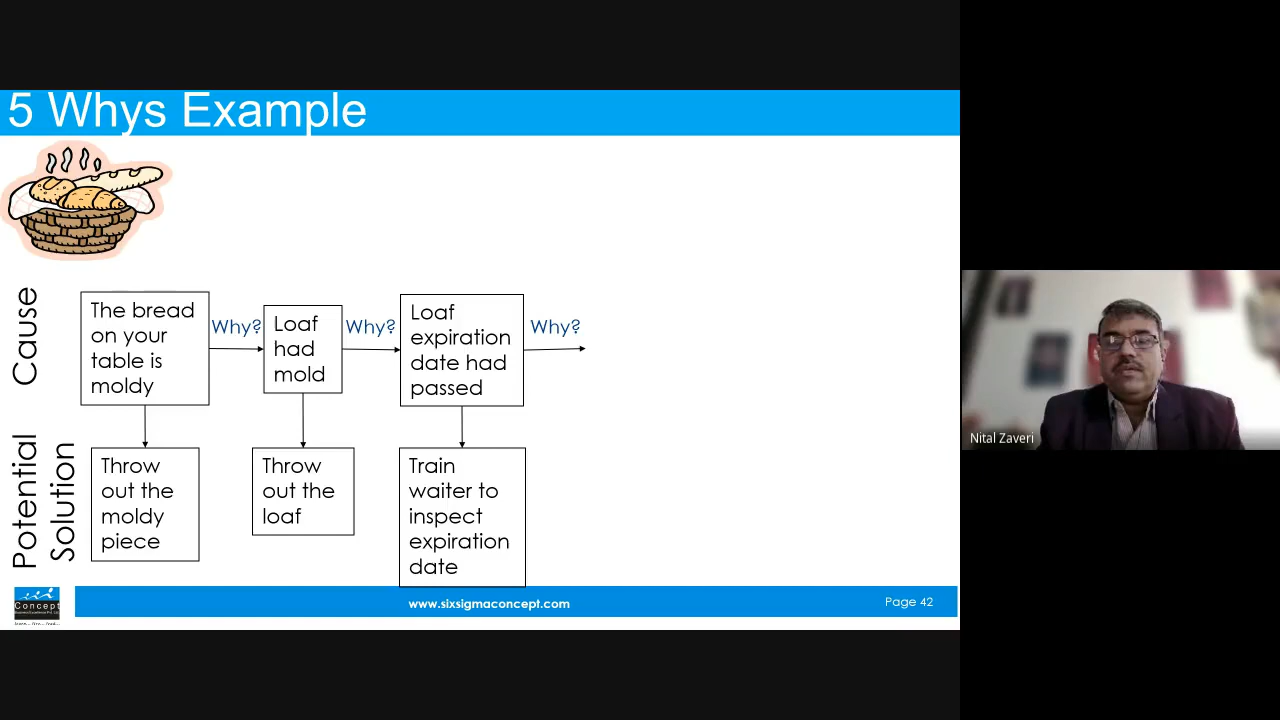 5 Whys Example
Cause
The bread
on your
table is
moldy
Why?
Loaf
had
mold
Why?
Loaf
expiration
date had
passed
Why?
Potential
Solution
Throw
out the
moldy
piece
Throw
out the
loaf
Train
waiter to
inspect
expiration
date
Concept
www.sixsigmaconcept.com
Page 42
Nital Zaveri